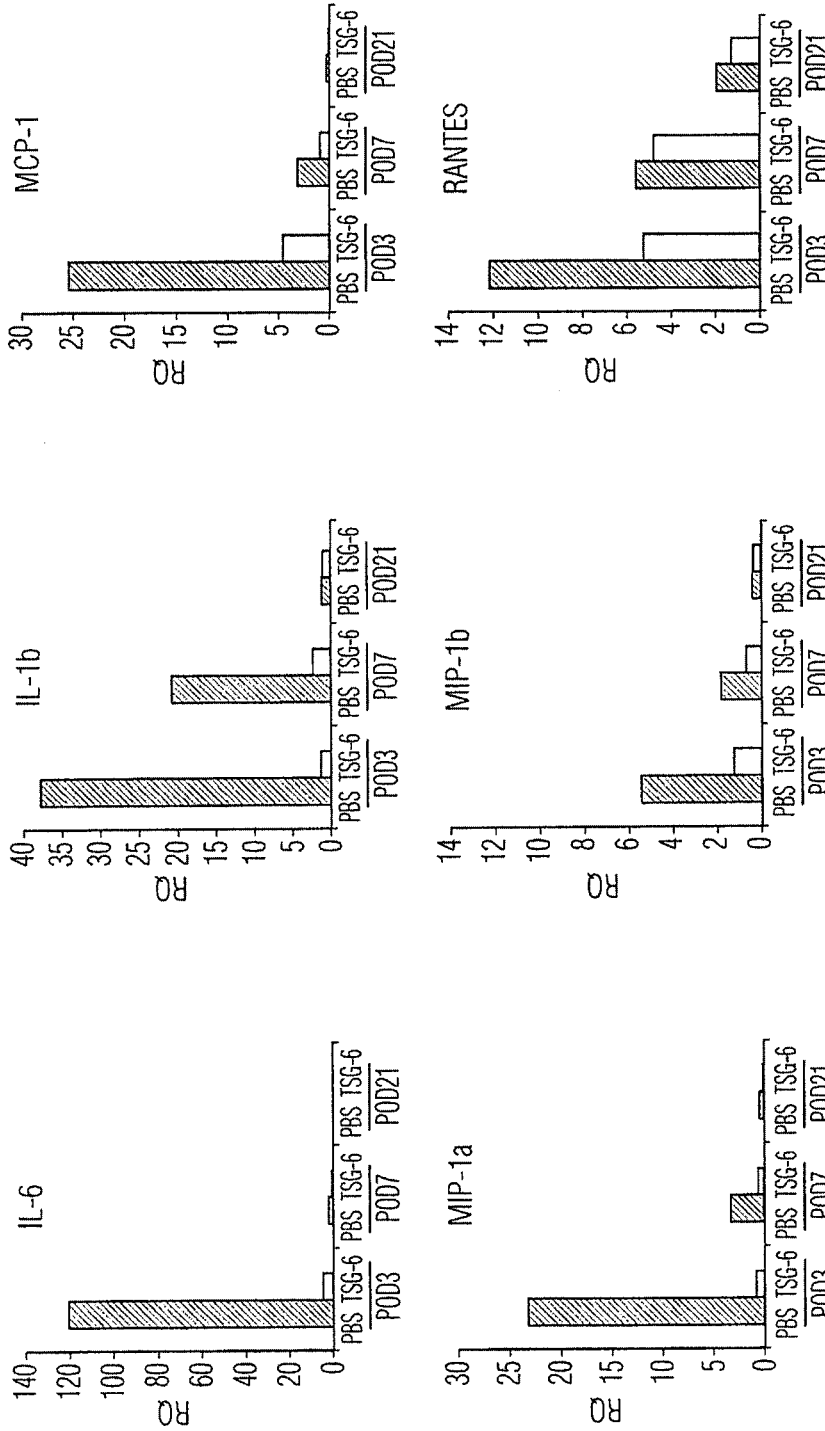 IL-6
140
120
100
80
60
40
20
0
RQ
PBS TSG-6 PBS TSG-6 PBS TSG-6
POD3 POD7 POD21
IL-1b
40
35
30
25
20
15
10
5
0
RQ
PBS TSG-6 PBS TSG-6 PBS TSG-6
POD3 POD7 POD21
MCP-1
30
25
20
15
10
5
0
RQ
PBS TSG-6 PBS TSG-6 PBS TSG-6
POD3 POD7 POD21
MIP-1a
30
25
20
15
10
5
0
RQ
PBS TSG-6 PBS TSG-6 PBS TSG-6
POD3 POD7 POD21
MIP-1b
14
12
10
8
6
4
2
0
RQ
PBS TSG-6 PBS TSG-6 PBS TSG-6
POD3 POD7 POD21
RANTES
14
12
10
8
6
4
2
0
RQ
PBS TSG-6 PBS TSG-6 PBS TSG-6
POD3 POD7 POD21